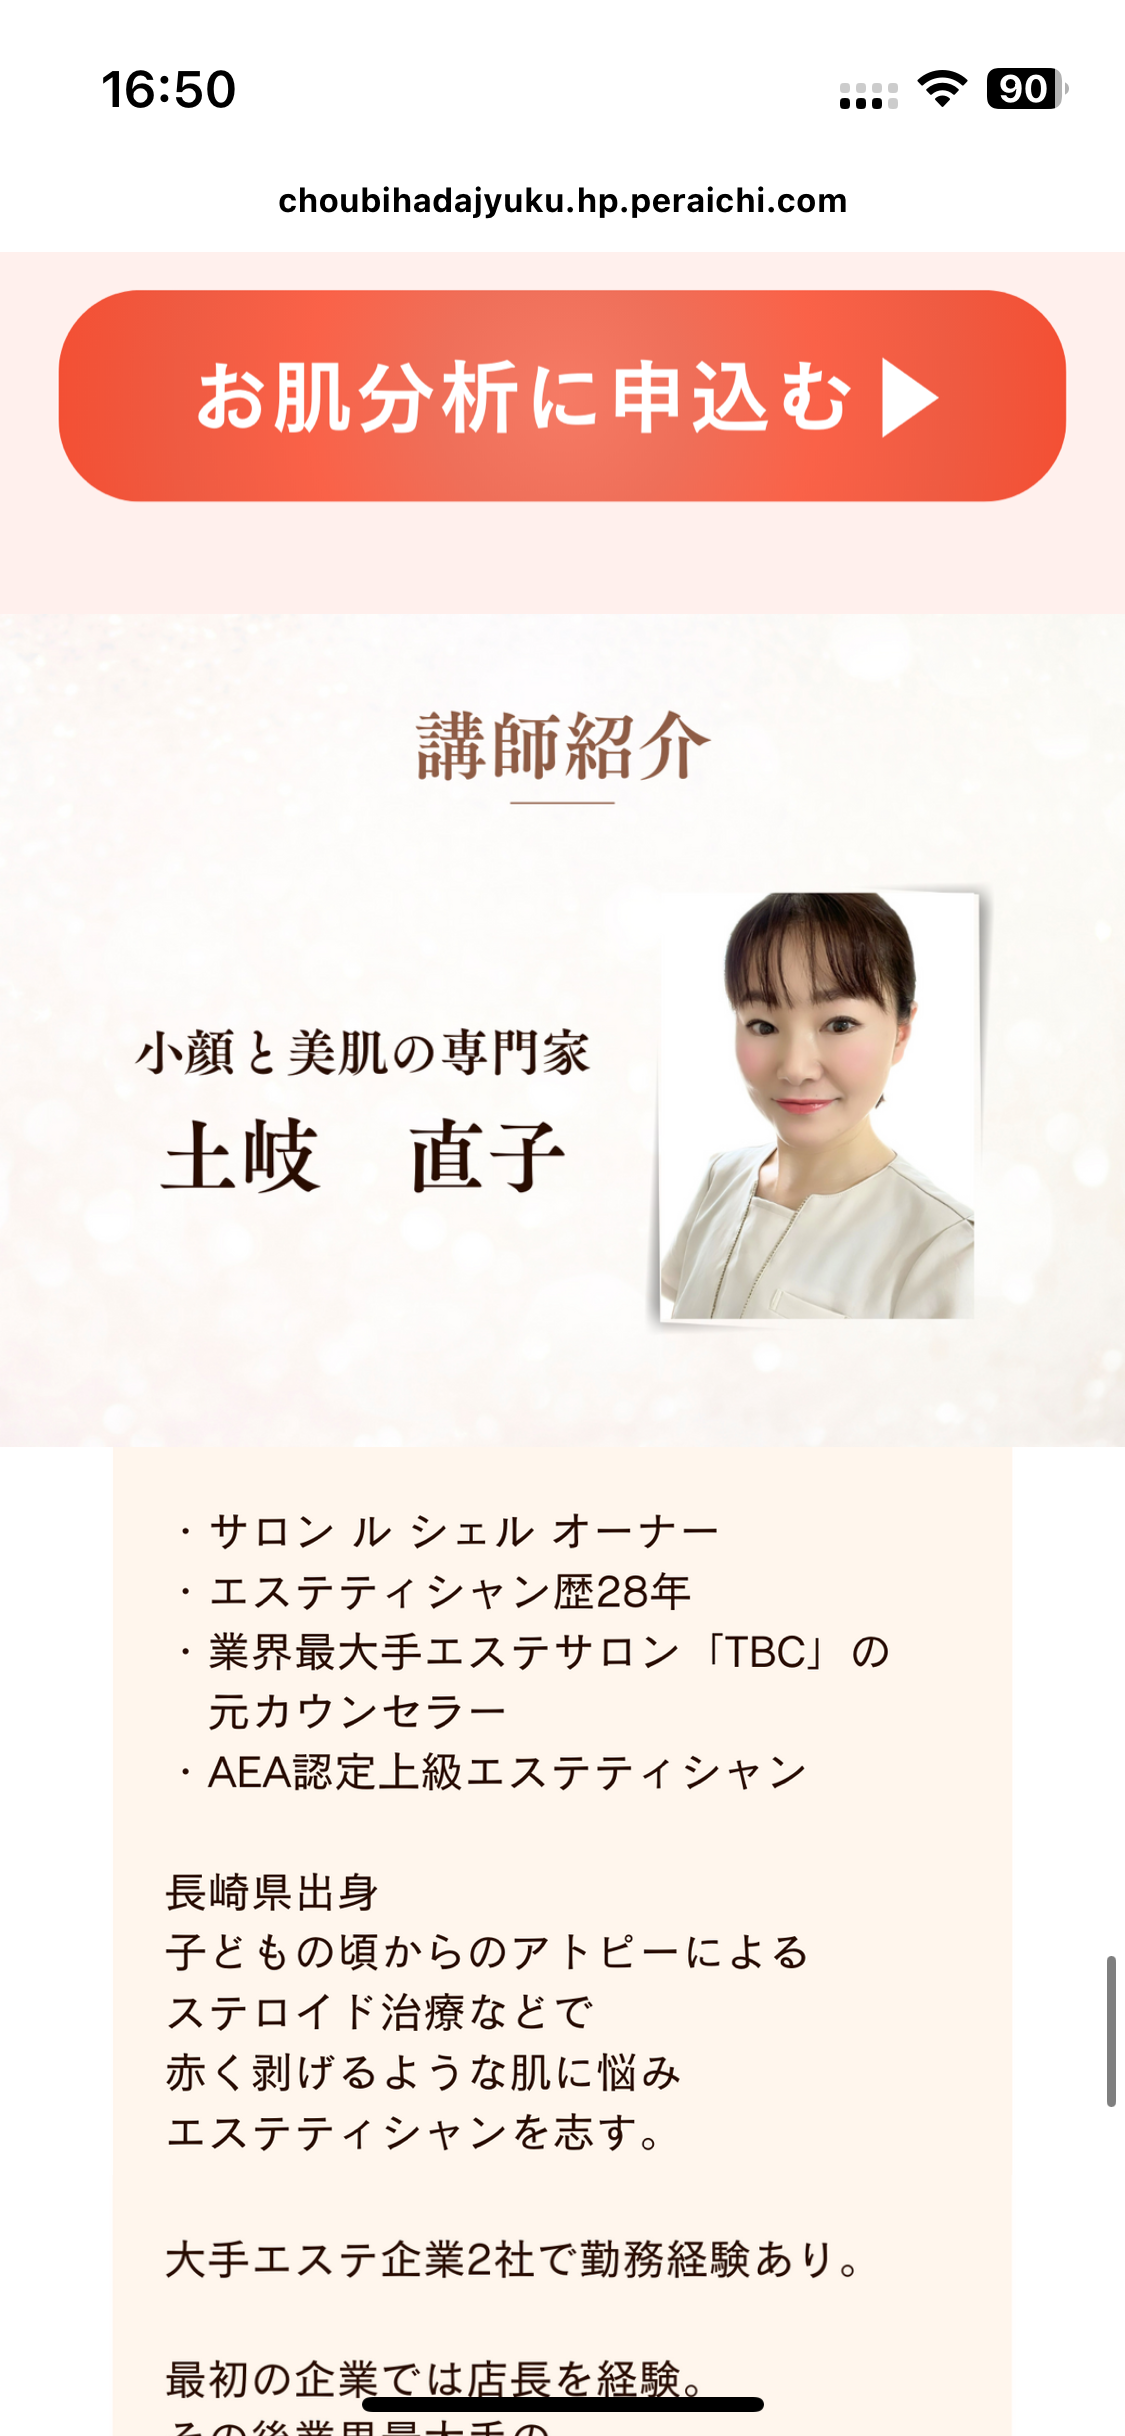 16:50
90
choubihadajyuku.hp.peraichi.com
お肌分析に申込む▶
講師紹介
小顔と美肌の専門家
土岐　直子
・サロン ル シェル オーナー
・エステティシャン歴28年
・業界最大手エステサロン「TBC」の
元カウンセラー
・AEA認定上級エステティシャン
長崎県出身
子どもの頃からのアトピーによる
ステロイド治療などで
赤く剥げるような肌に悩み
エステティシャンを志す。
大手エステ企業2社で勤務経験あり。
最初の企業では店長を経験。
その後業界最大手の